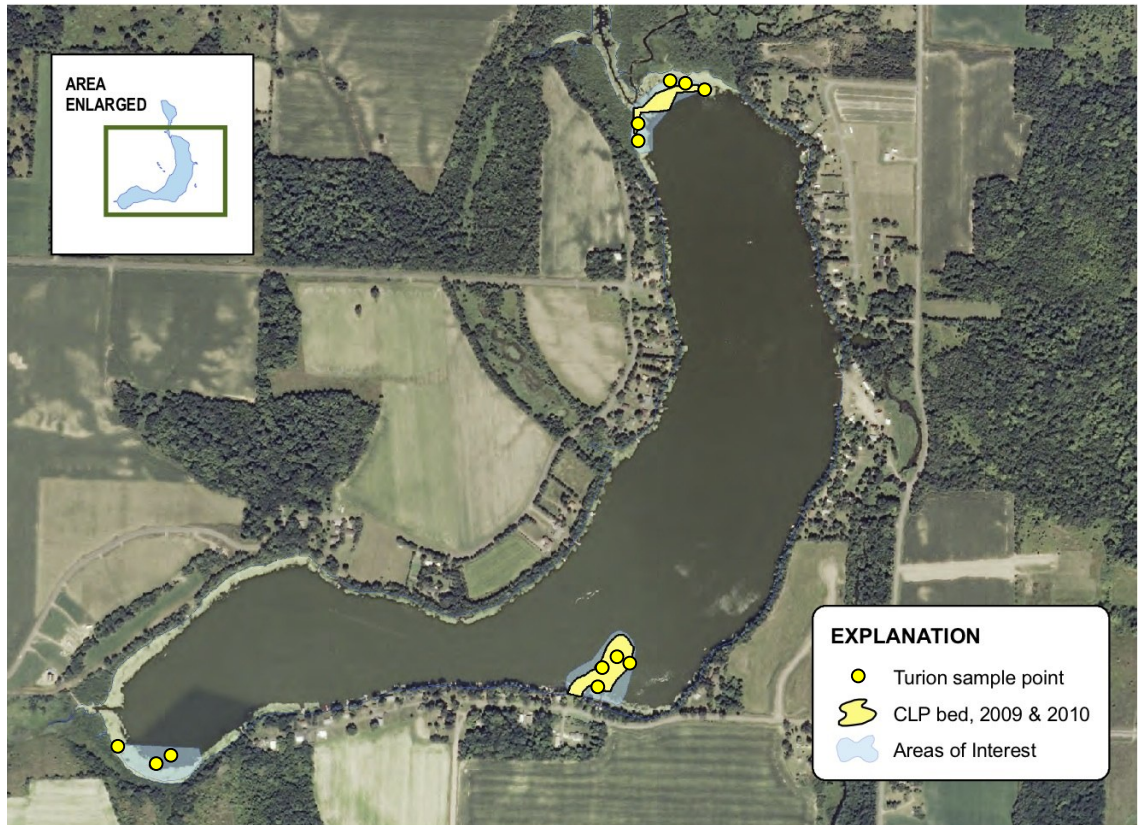 AREA
ENLARGED
EXPLANATION
Turion sample point
CLP bed, 2009 & 2010
Areas of Interest